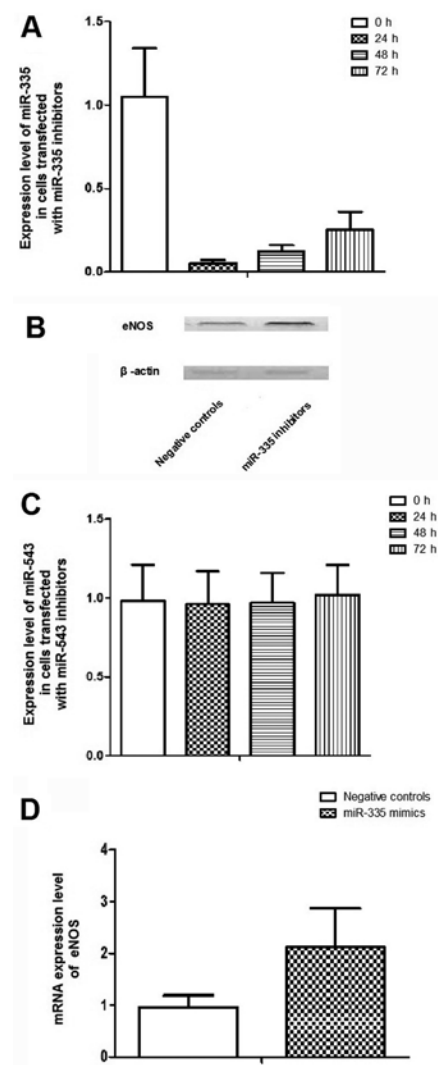 A
0 h
24 h
48 h
72 h
Expression level of miR-335
in cells transfected
with miR-335 inhibitors
1.5
1.0
0.5
0.0
B
eNOS
β -actin
Negative controls
miR-335 inhibitors
C
0 h
24 h
48 h
72 h
Expression level of miR-543
in cells transfected
with miR-543 inhibitors
1.5
1.0
0.5
0.0
D
Negative controls
miR-335 mimics
mRNA expression level
of eNOS
4
3
2
1
0